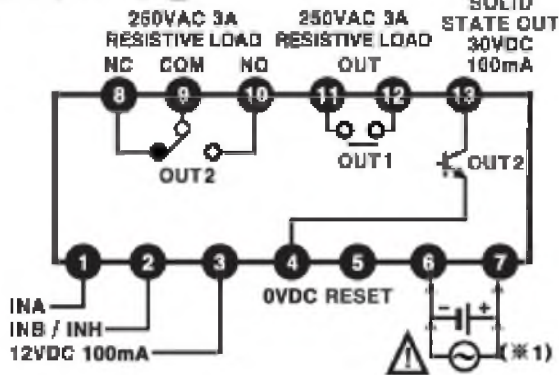 250VAC 3A 250VAC 3A SOLID
RESISTIVE LOAD RESISTIVE LOAD STATE OUT
30VDC
NC COM NO OUT 100mA
8 9 10 11 12 13
OUT2 OUT1 OUT2
1 2 3 4 5 6 7
0VDC RESET
INA
INB / INH
12VDC 100mA
- +
(※1)